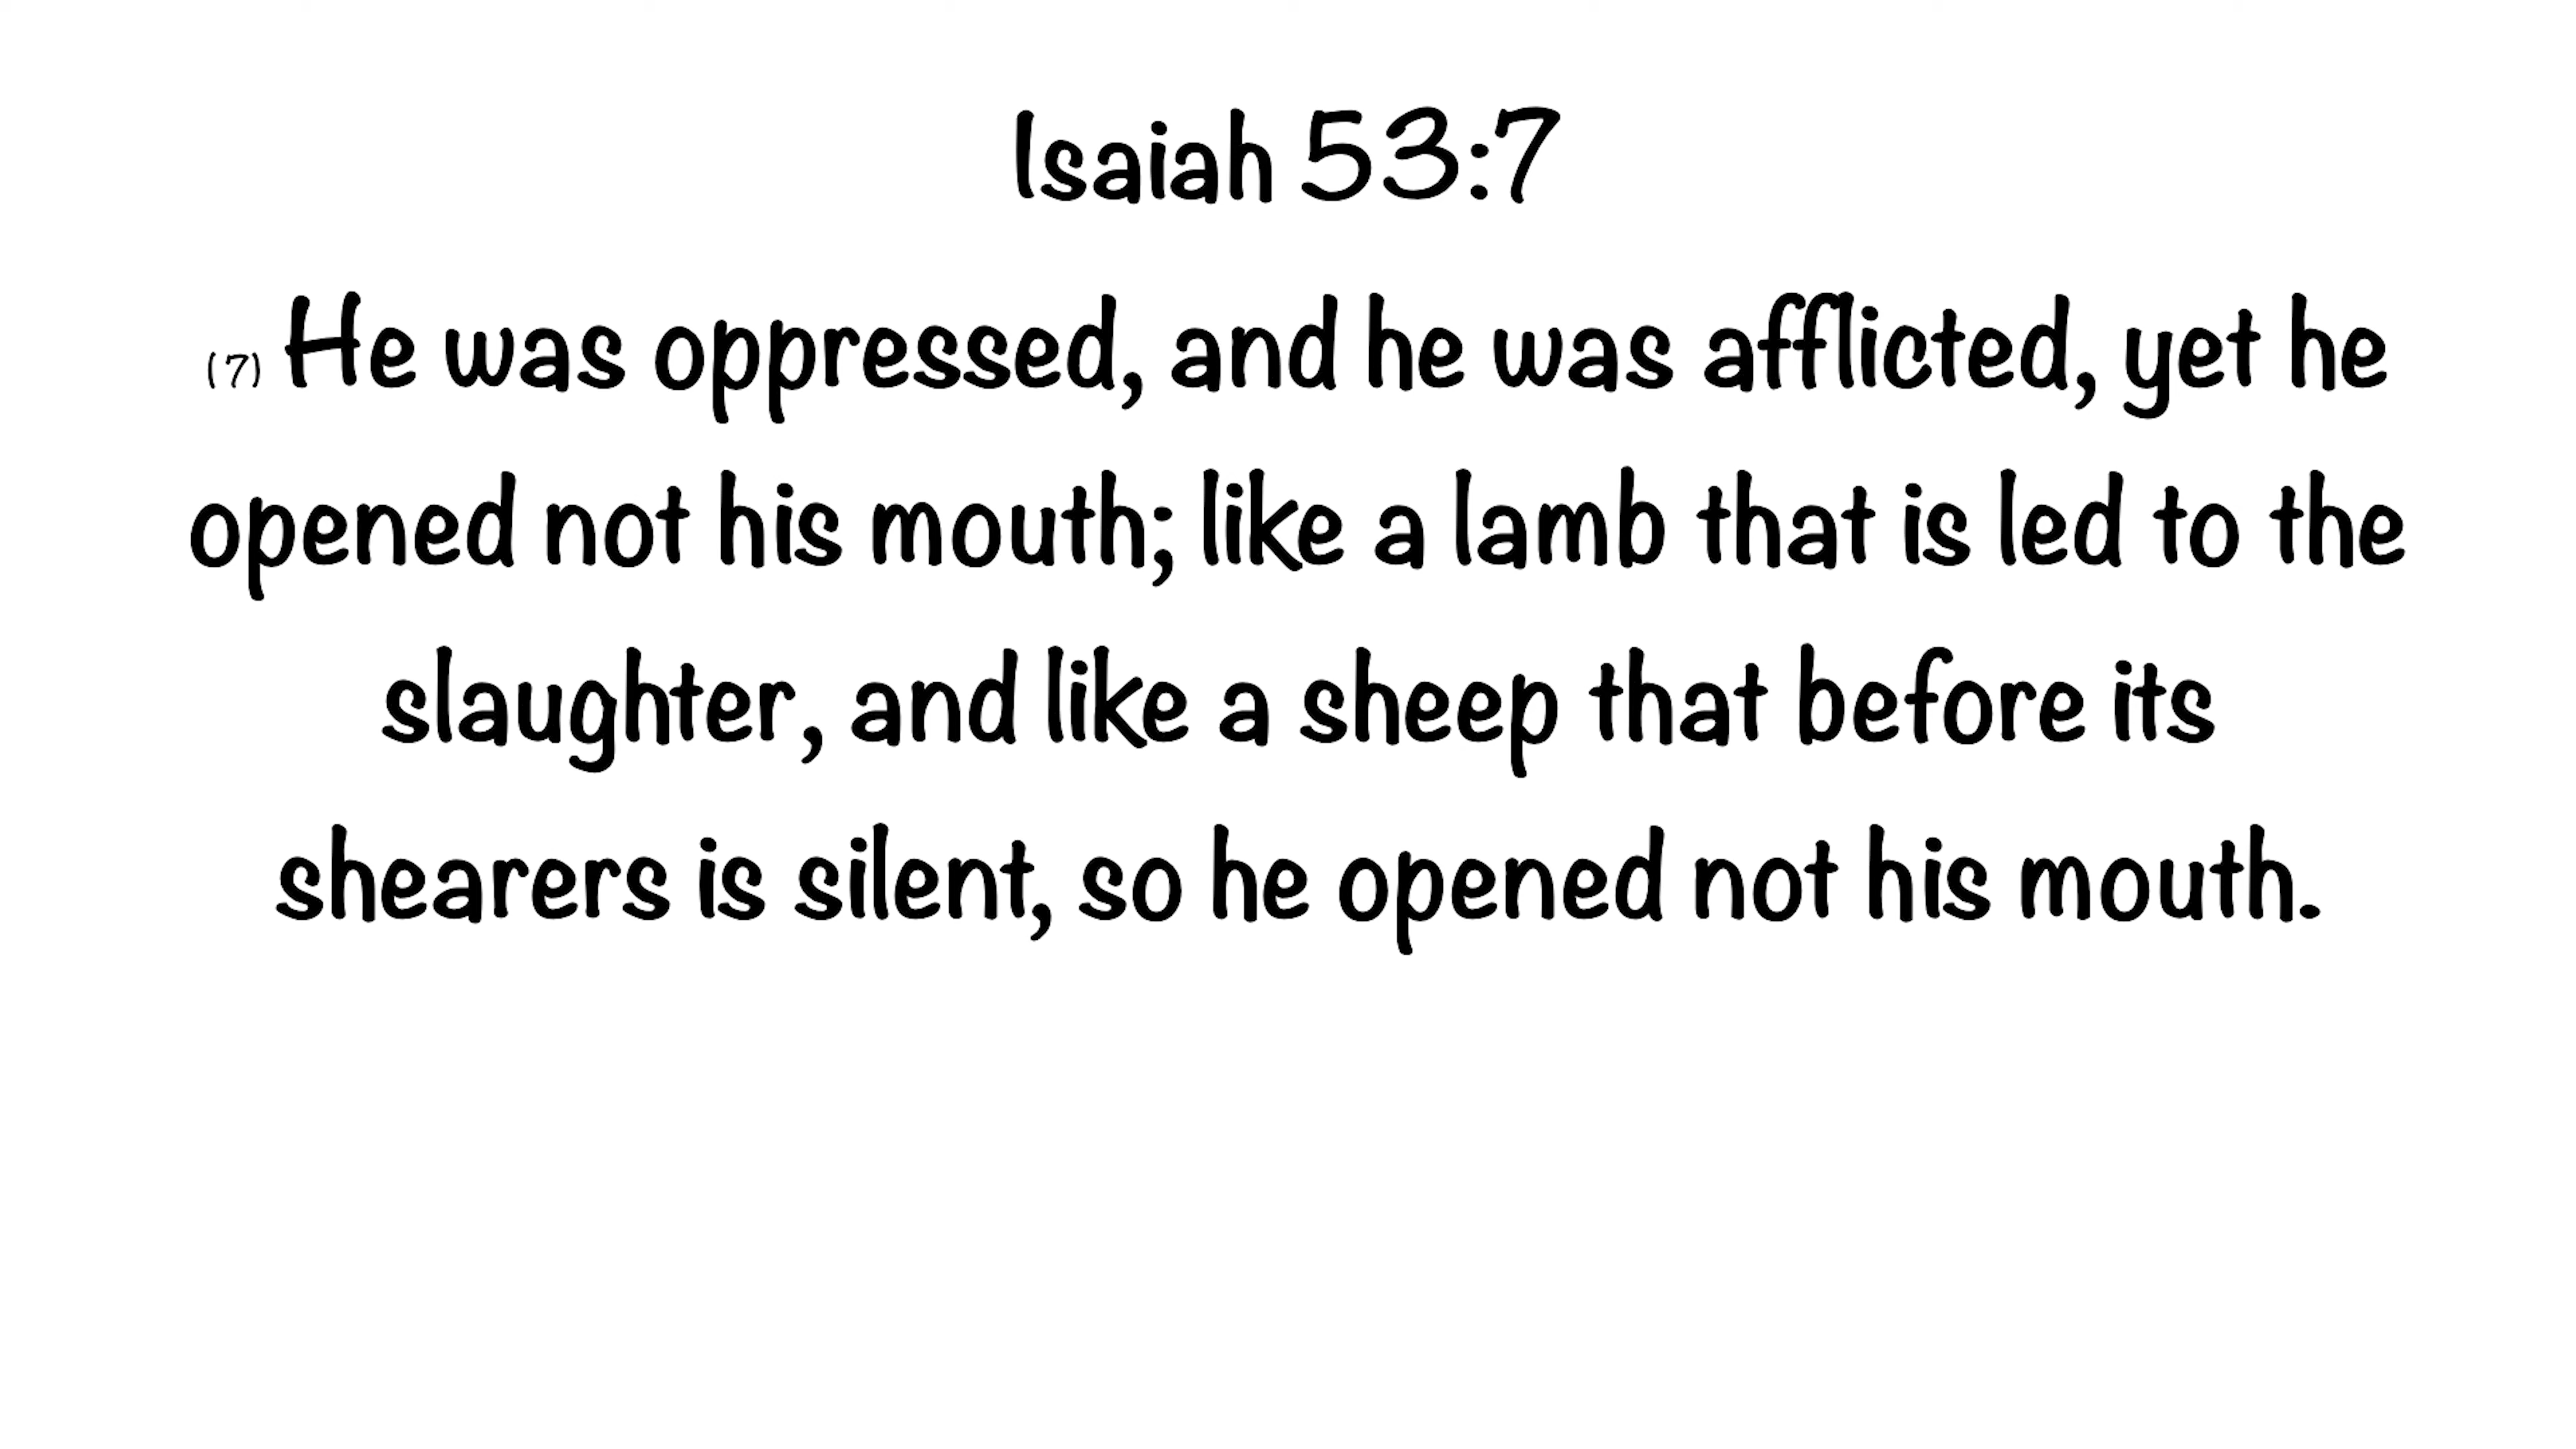 Isaiah 53:7
(7) He was oppressed, and he was afflicted, yet he
opened not his mouth; like a lamb that is led to the
slaughter, and like a sheep that before its
shearers is silent, so he opened not his mouth.